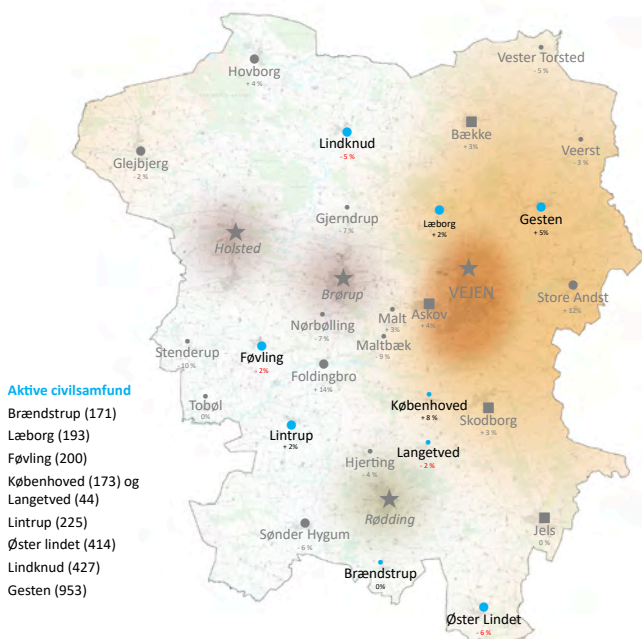 Vester Torsted
- 5 %
Hovborg
+ 4 %
Bække
+ 3%
Lindknud
- 5 %
Veerst
- 3 %
Glejbjerg
- 2 %
Gjerndrup
- 7 %
Læborg
+ 2%
Gesten
+ 5%
Holsted
Brørup
VEJEN
Store Andst
+ 12%
Askov
+ 4%
Malt
+ 3%
Nørbølling
- 7 %
Maltbæk
- 9 %
Stenderup
- 10 %
Føvling
- 2%
Foldingbro
+ 14%
Aktive civilsamfund
Brændstrup (171)
Læborg (193)
Føvling (200)
Københoved (173) og
Langetved (44)
Lintrup (225)
Øster lindet (414)
Lindknud (427)
Gesten (953)
Tobøl
0%
Københoved
+ 8 %
Skodborg
+ 3 %
Lintrup
+ 2%
Langetved
- 2 %
Hjerting
- 4 %
Rødding
Sønder Hygum
- 6 %
Jels
0 %
Brændstrup
0%
Øster Lindet
- 6 %